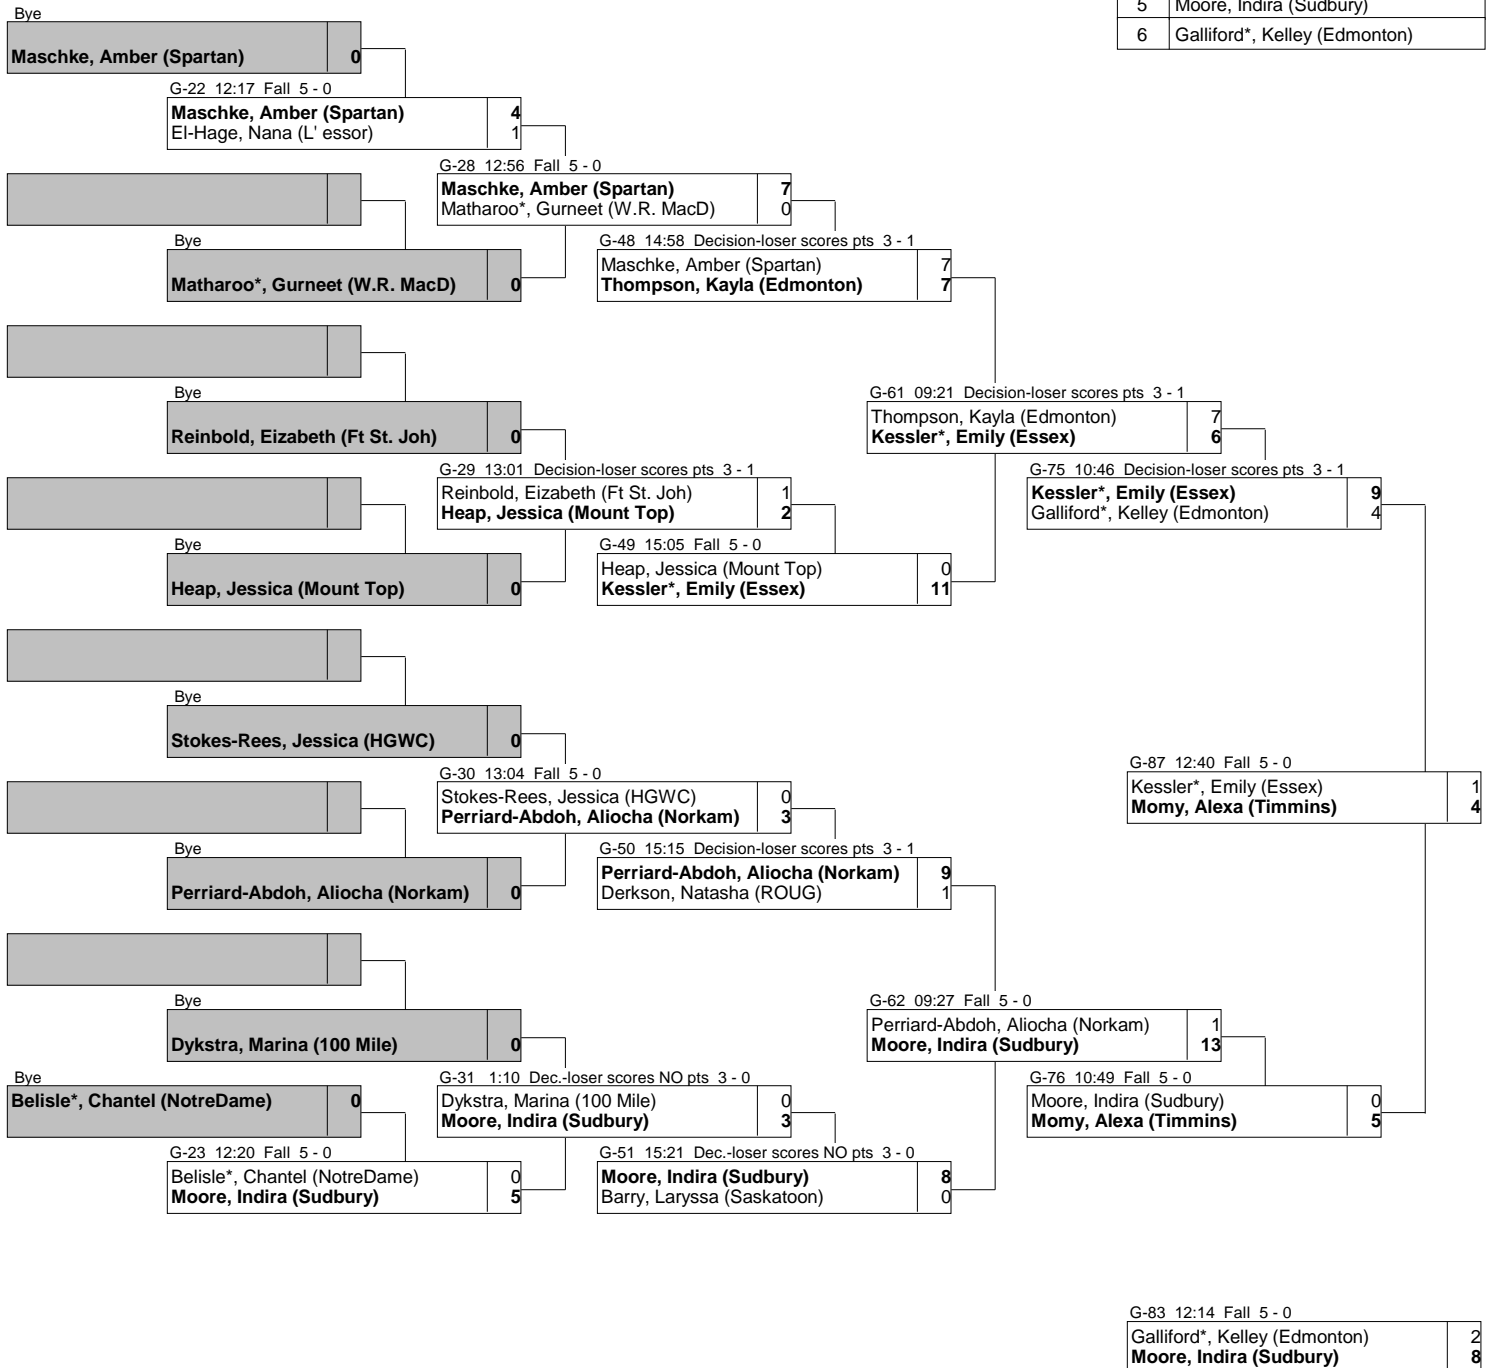 5 Moore, Indira (Sudbury)
6 Galliford*, Kelley (Edmonton)
Bye
Maschke, Amber (Spartan) 0
G-22 12:17 Fall 5 - 0
Maschke, Amber (Spartan) 4
El-Hage, Nana (L' essor) 1
G-28 12:56 Fall 5 - 0
Maschke, Amber (Spartan) 7
Matharoo*, Gurneet (W.R. MacD) 0
Bye
Matharoo*, Gurneet (W.R. MacD) 0
G-48 14:58 Decision-loser scores pts 3 - 1
Maschke, Amber (Spartan) 7
Thompson, Kayla (Edmonton) 7
Bye
Reinbold, Eizabeth (Ft St. Joh) 0
G-61 09:21 Decision-loser scores pts 3 - 1
Thompson, Kayla (Edmonton) 7
Kessler*, Emily (Essex) 6
G-29 13:01 Decision-loser scores pts 3 - 1
Reinbold, Eizabeth (Ft St. Joh) 1
Heap, Jessica (Mount Top) 2
G-75 10:46 Decision-loser scores pts 3 - 1
Kessler*, Emily (Essex) 9
Galliford*, Kelley (Edmonton) 4
Bye
Heap, Jessica (Mount Top) 0
G-49 15:05 Fall 5 - 0
Heap, Jessica (Mount Top) 0
Kessler*, Emily (Essex) 11
Bye
Stokes-Rees, Jessica (HGWC) 0
G-30 13:04 Fall 5 - 0
Stokes-Rees, Jessica (HGWC) 0
Perriard-Abdoh, Aliocha (Norkam) 3
G-87 12:40 Fall 5 - 0
Kessler*, Emily (Essex) 1
Momy, Alexa (Timmins) 4
Bye
Perriard-Abdoh, Aliocha (Norkam) 0
G-50 15:15 Decision-loser scores pts 3 - 1
Perriard-Abdoh, Aliocha (Norkam) 9
Derkson, Natasha (ROUG) 1
Bye
Dykstra, Marina (100 Mile) 0
G-62 09:27 Fall 5 - 0
Perriard-Abdoh, Aliocha (Norkam) 1
Moore, Indira (Sudbury) 13
Bye
Belisle*, Chantel (NotreDame) 0
G-31 1:10 Dec.-loser scores NO pts 3 - 0
Dykstra, Marina (100 Mile) 0
Moore, Indira (Sudbury) 3
G-76 10:49 Fall 5 - 0
Moore, Indira (Sudbury) 0
Momy, Alexa (Timmins) 5
G-23 12:20 Fall 5 - 0
Belisle*, Chantel (NotreDame) 0
Moore, Indira (Sudbury) 5
G-51 15:21 Dec.-loser scores NO pts 3 - 0
Moore, Indira (Sudbury) 8
Barry, Laryssa (Saskatoon) 0
G-83 12:14 Fall 5 - 0
Galliford*, Kelley (Edmonton) 2
Moore, Indira (Sudbury) 8